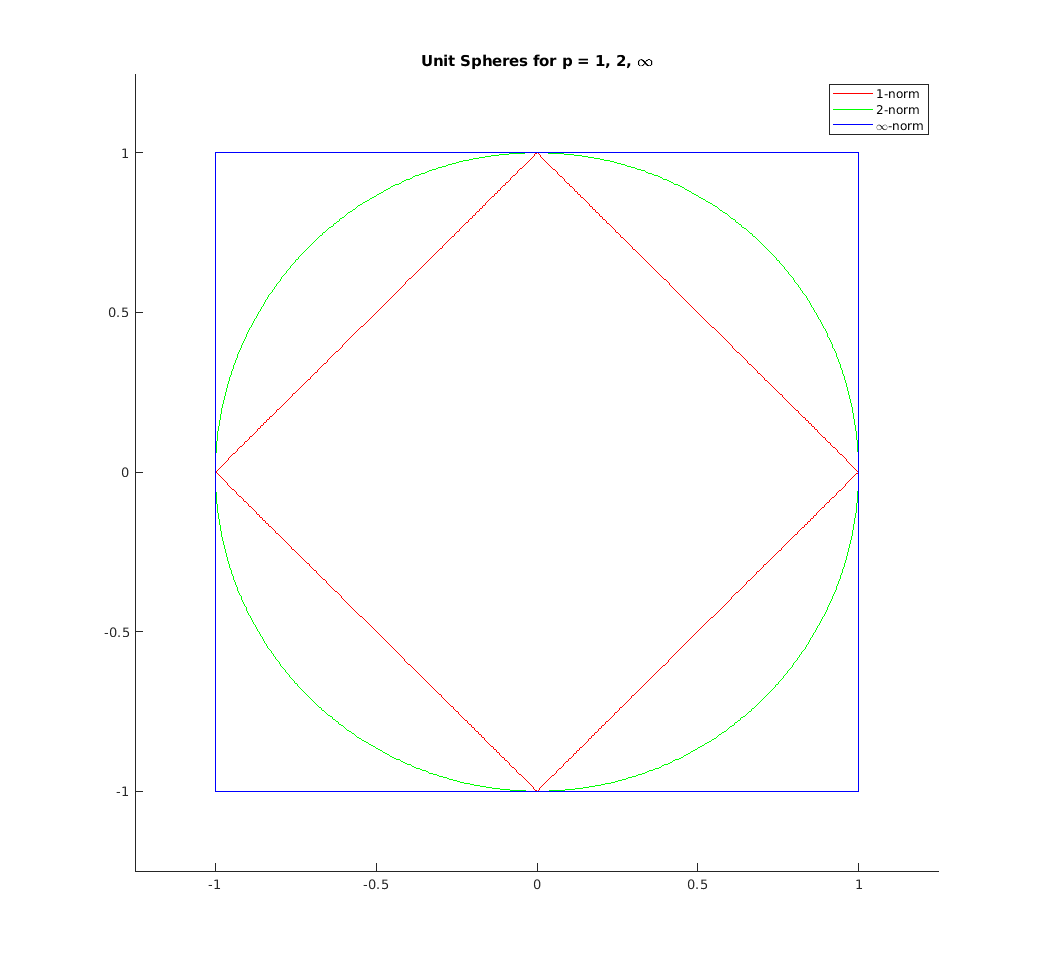 Unit Spheres for p = 1, 2, ∞
1-norm
2-norm
∞-norm
1
0.5
0
-0.5
-1
-1
-0.5
0
0.5
1